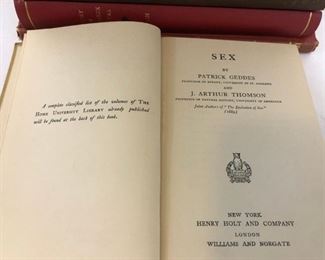 A complete classified list of the volumes of THE
HOME UNIVERSITY LIBRARY already published
will be found at the back of this book.
SEX
BY
PATRICK GEDDES
PROFESSOR OF BOTANY, UNIVERSITY OF ST. ANDREWS
AND
J. ARTHUR THOMSON
PROFESSOR OF NATURAL HISTORY, UNIVERSITY OF ABERDEEN
Joint Authors of "The Evolution of Sex"
(1889)
NEW YORK
HENRY HOLT AND COMPANY
LONDON
WILLIAMS AND NORGATE